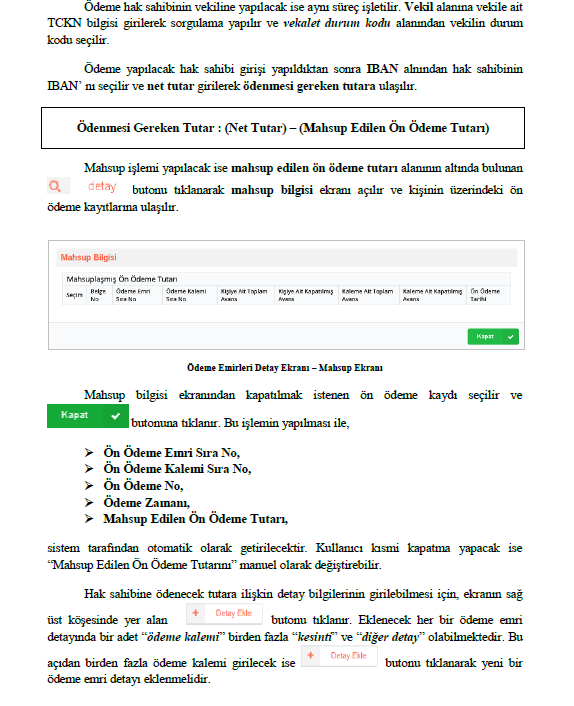 Ödeme hak sahibinin vekiline yapılacak ise aynı süreç işletilir. Vekil alanına vekile ait
TCKN bilgisi girilerek sorgulama yapılır ve vekalet durum kodu alanından vekilin durum
kodu seçilir.
Ödeme yapılacak hak sahibi girişi yapıldıktan sonra IBAN alnından hak sahibinin
IBAN’ nı seçilir ve net tutar girilerek ödenmesi gereken tutara ulaşılır.
Ödenmesi Gereken Tutar : (Net Tutar) – (Mahsup Edilen Ön Ödeme Tutarı)
Mahsup işlemi yapılacak ise mahsup edilen ön ödeme tutarı alanının altında bulunan
detay butonu tıklanarak mahsup bilgisi ekranı açılır ve kişinin üzerindeki ön
ödeme kayıtlarına ulaşılır.
Mahsup Bilgisi
Mahsuplaşmış Ön Ödeme Tutarı
Seçim Belge No Ödeme Emri Sıra No Ödeme Kalemi Sıra No Kişiye Ait Toplam Avans Kişiye Ait Kapatılmış Avans Kaleme Ait Toplam Avans Kaleme Ait Kapatılmış Avans Ön Ödeme Tarihi
Kapat
Ödeme Emirleri Detay Ekranı – Mahsup Ekranı
Mahsup bilgisi ekranından kapatılmak istenen ön ödeme kaydı seçilir ve
Kapat butonuna tıklanır. Bu işlemin yapılması ile,
➢ Ön Ödeme Emri Sıra No,
➢ Ön Ödeme Kalemi Sıra No,
➢ Ön Ödeme No,
➢ Ödeme Zamanı,
➢ Mahsup Edilen Ön Ödeme Tutarı,
sistem tarafından otomatik olarak getirilecektir. Kullanıcı kısmi kapatma yapacak ise
“Mahsup Edilen Ön Ödeme Tutarını” manuel olarak değiştirebilir.
Hak sahibine ödenecek tutara ilişkin detay bilgilerinin girilebilmesi için, ekranın sağ
üst köşesinde yer alan + Detay Ekle butonu tıklanır. Eklenecek her bir ödeme emri
detayında bir adet “ödeme kalemi” birden fazla “kesinti” ve “diğer detay” olabilmektedir. Bu
açıdan birden fazla ödeme kalemi girilecek ise + Detay Ekle butonu tıklanarak yeni bir
ödeme emri detayı eklenmelidir.